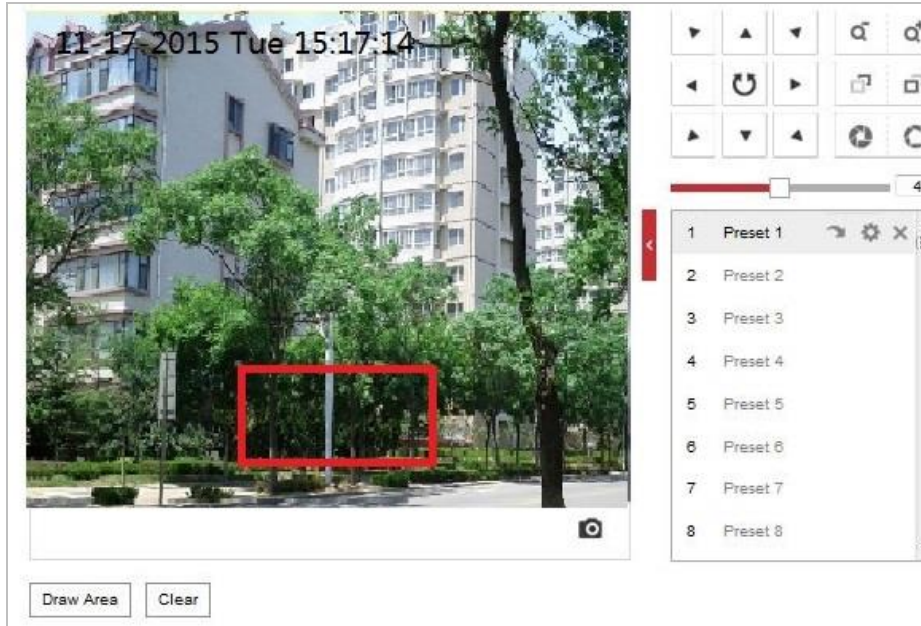 11-17-2015 Tue 15:17:14
4
1 Preset 1
2 Preset 2
3 Preset 3
4 Preset 4
5 Preset 5
6 Preset 6
7 Preset 7
8 Preset 8
Draw Area Clear